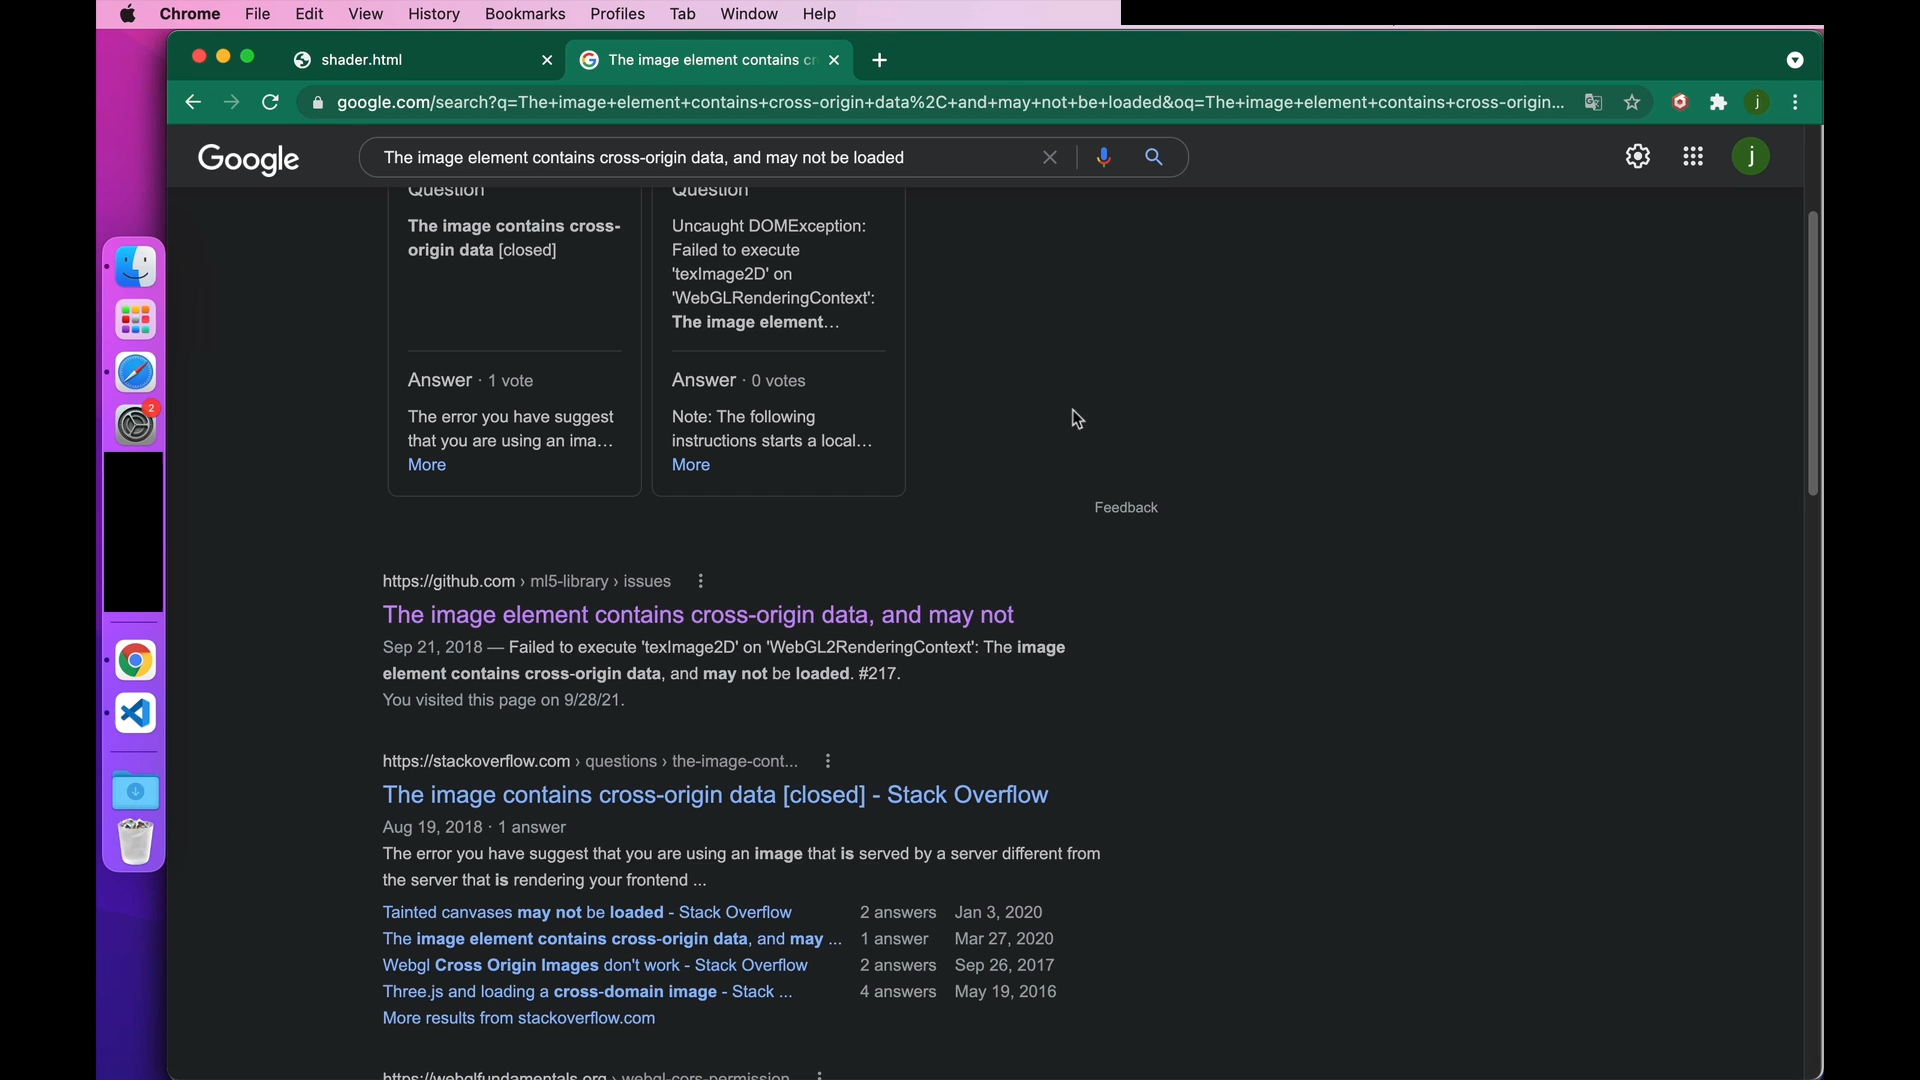 Chrome File Edit View History Bookmarks Profiles Tab Window Help
shader.html
The image element contains cr
google.com/search?q=The+image+element+contains+cross-origin+data%2C+and+may+not+be+loaded&oq=The+image+element+contains+cross-origin...
j
Google
The image element contains cross-origin data, and may not be loaded
j
Question
The image contains cross-
origin data [closed]
Answer · 1 vote
The error you have suggest
that you are using an ima...
More
Question
Uncaught DOMException:
Failed to execute
'texImage2D' on
'WebGLRenderingContext':
The image element...
Answer · 0 votes
Note: The following
instructions starts a local...
More
2
Feedback
https://github.com › ml5-library › issues
The image element contains cross-origin data, and may not
Sep 21, 2018 — Failed to execute 'texImage2D' on 'WebGL2RenderingContext': The image
element contains cross-origin data, and may not be loaded. #217.
You visited this page on 9/28/21.
https://stackoverflow.com › questions › the-image-cont...
The image contains cross-origin data [closed] - Stack Overflow
Aug 19, 2018 · 1 answer
The error you have suggest that you are using an image that is served by a server different from
the server that is rendering your frontend ...
Tainted canvases may not be loaded - Stack Overflow 2 answers Jan 3, 2020
The image element contains cross-origin data, and may ... 1 answer Mar 27, 2020
Webgl Cross Origin Images don't work - Stack Overflow 2 answers Sep 26, 2017
Three.js and loading a cross-domain image - Stack ... 4 answers May 19, 2016
More results from stackoverflow.com
https://webglfundamentals.org › webgl-cors-permission